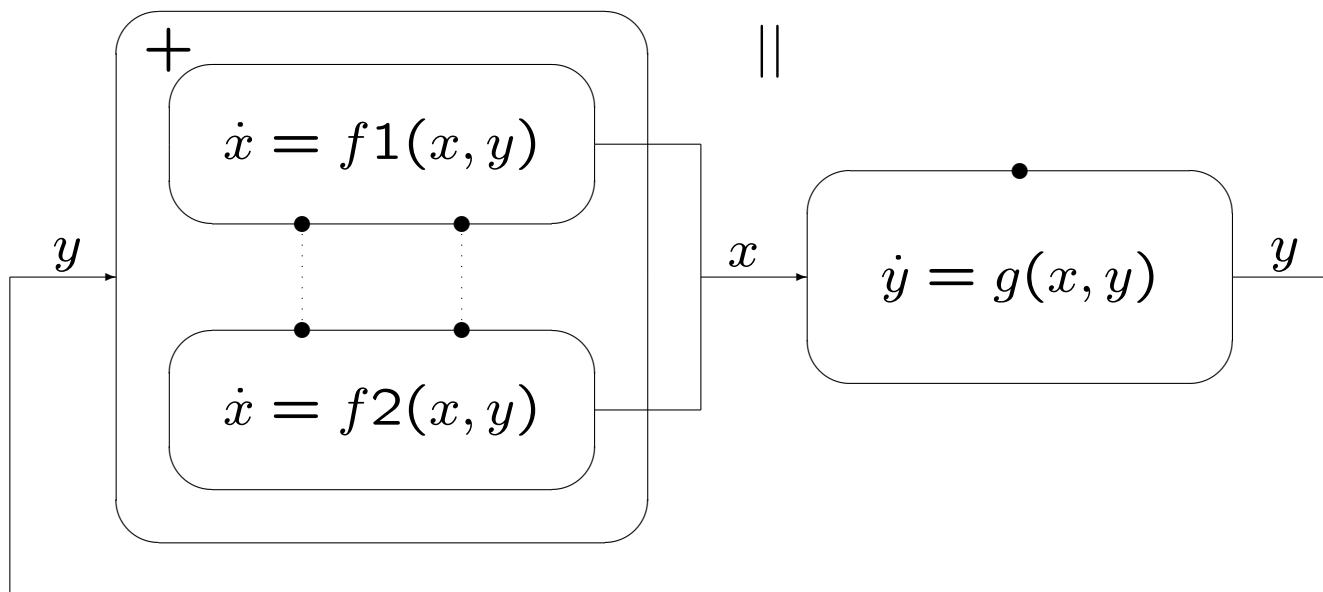 +
||
ẋ = f1(x, y)
y
x
ẏ = g(x, y)
y
ẋ = f2(x, y)